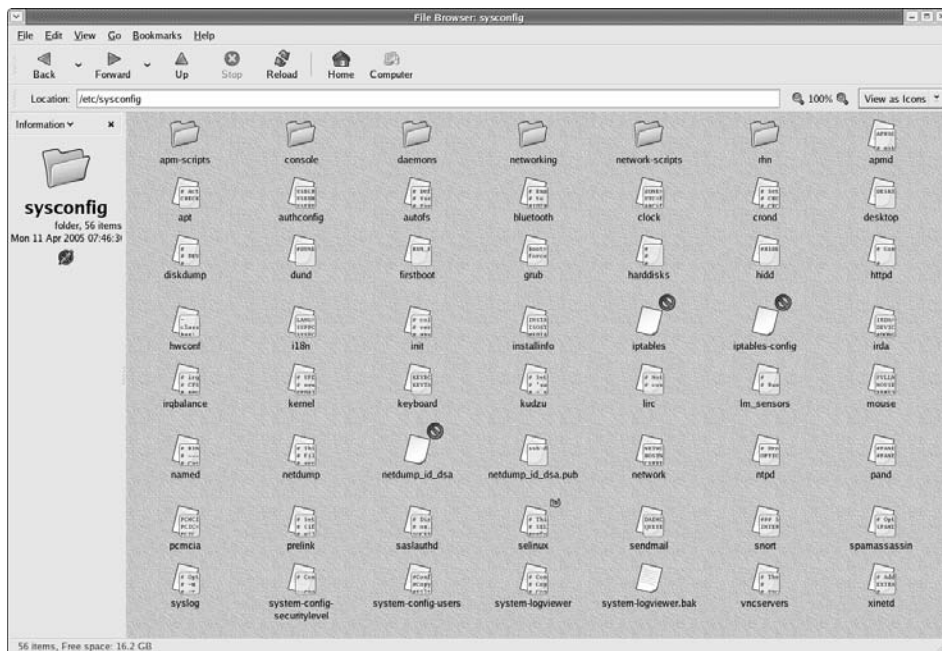 File Browser: sysconfig
File Edit View Go Bookmarks Help
Back Forward Up Stop Reload Home Computer
Location: /etc/sysconfig 100% View as Icons
Information
sysconfig
folder, 56 items
Mon 11 Apr 2005 07:46:3
apm-scripts console daemons networking network-scripts rhn apmd
apt authconfig autofs bluetooth clock crond desktop
diskdump dund firstboot grub harddisks hidd httpd
hwconf i18n init installinfo iptables iptables-config irda
irqbalance kernel keyboard kudzu lirc lm_sensors mouse
named netdump netdump_id_dsa netdump_id_dsa.pub network ntpd pand
pcmcia prelink saslauthd selinux sendmail snort spamassassin
syslog system-config-securitylevel system-config-users system-logviewer system-logviewer.bak vncservers xinetd
56 items, Free space: 16.2 GB